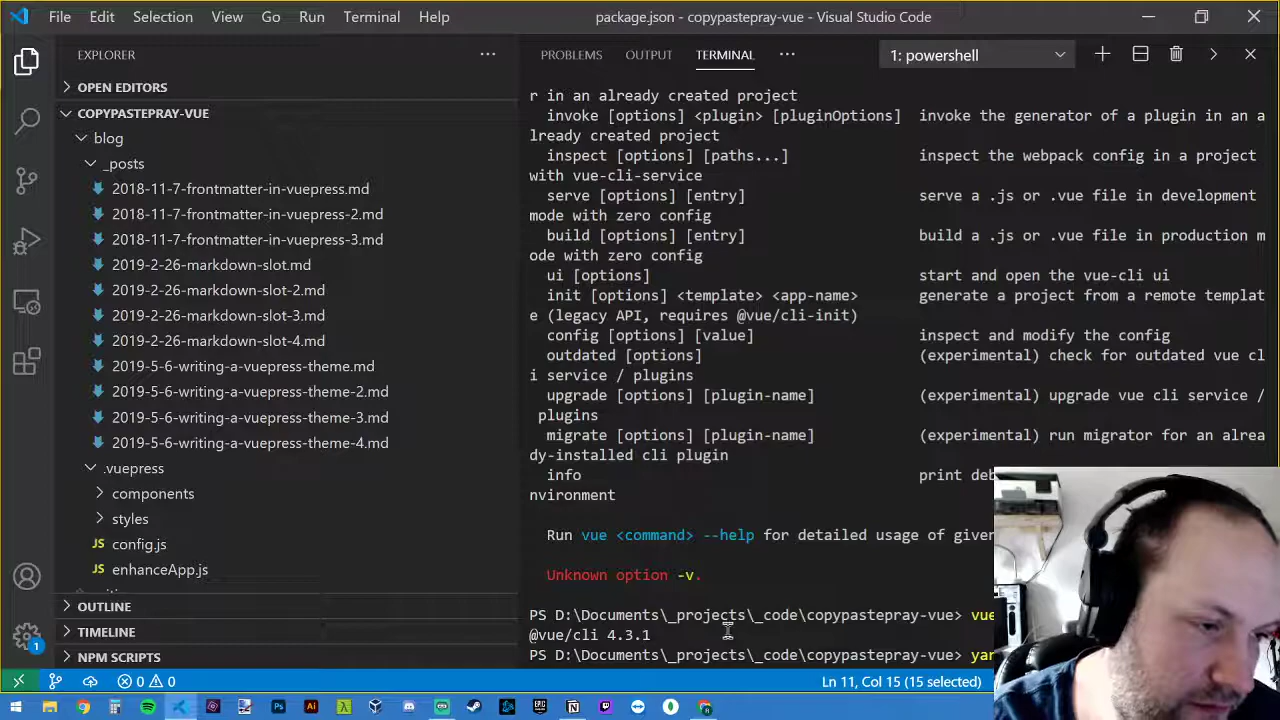 File Edit Selection View Go Run Terminal Help package.json - copypastepray-vue - Visual Studio Code
EXPLORER
OPEN EDITORS
COPYPASTEPRAY-VUE
blog
_posts
2018-11-7-frontmatter-in-vuepress.md
2018-11-7-frontmatter-in-vuepress-2.md
2018-11-7-frontmatter-in-vuepress-3.md
2019-2-26-markdown-slot.md
2019-2-26-markdown-slot-2.md
2019-2-26-markdown-slot-3.md
2019-2-26-markdown-slot-4.md
2019-5-6-writing-a-vuepress-theme.md
2019-5-6-writing-a-vuepress-theme-2.md
2019-5-6-writing-a-vuepress-theme-3.md
2019-5-6-writing-a-vuepress-theme-4.md
.vuepress
components
styles
JS config.js
JS enhanceApp.js
OUTLINE
TIMELINE
NPM SCRIPTS
PROBLEMS OUTPUT TERMINAL 1: powershell
r in an already created project
invoke [options] <plugin> [pluginOptions] invoke the generator of a plugin in an a
lready created project
inspect [options] [paths...] inspect the webpack config in a project
with vue-cli-service
serve [options] [entry] serve a .js or .vue file in development
mode with zero config
build [options] [entry] build a .js or .vue file in production m
ode with zero config
ui [options] start and open the vue-cli ui
init [options] <template> <app-name> generate a project from a remote templat
e (legacy API, requires @vue/cli-init)
config [options] [value] inspect and modify the config
outdated [options] (experimental) check for outdated vue cl
i service / plugins
upgrade [options] [plugin-name] (experimental) upgrade vue cli service /
plugins
migrate [options] [plugin-name] (experimental) run migrator for an alrea
dy-installed cli plugin
info print de
nvironment
Run vue <command> --help for detailed usage of given
Unknown option -v.
PS D:\Documents\_projects\_code\copypastepray-vue> vue
@vue/cli 4.3.1
PS D:\Documents\_projects\_code\copypastepray-vue> yar
1
0 0 Ln 11, Col 15 (15 selected)